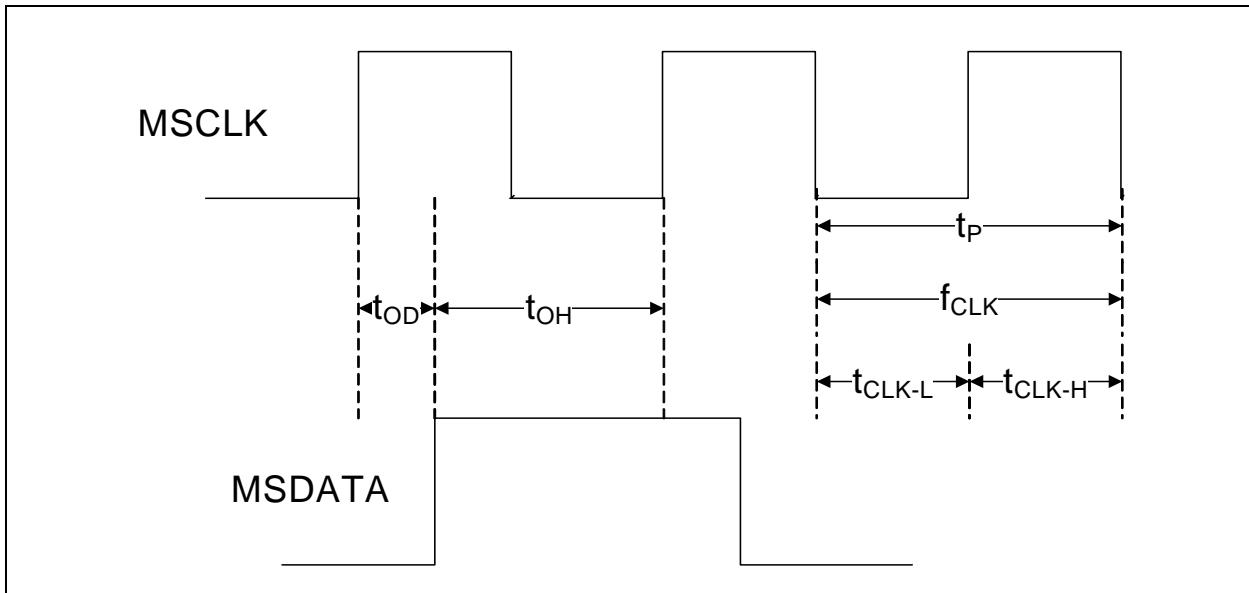 MSCLK
tP
fCLK
tOD
tOH
tCLK-L
tCLK-H
MSDATA